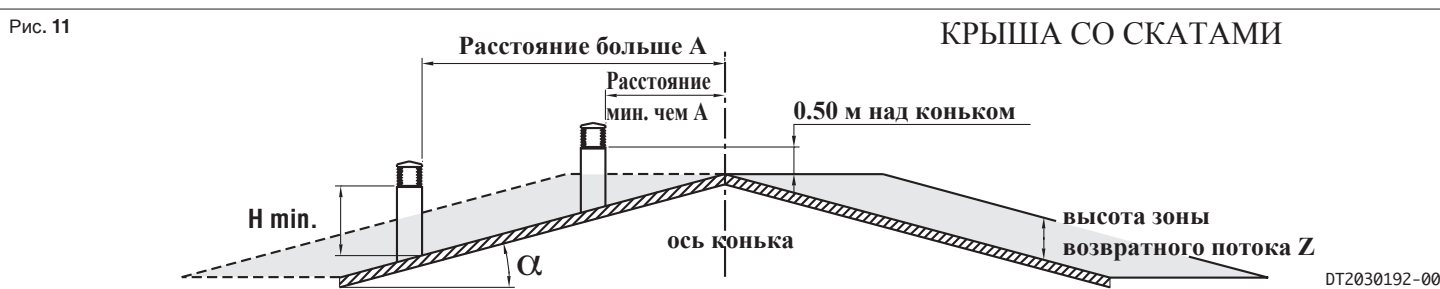 Рис. 11
КРЫША СО СКАТАМИ
Расстояние больше А
Расстояние
мин. чем А
0.50 м над коньком
H min.
высота зоны
возвратного потока Z
ось конька
α
DT2030192-00